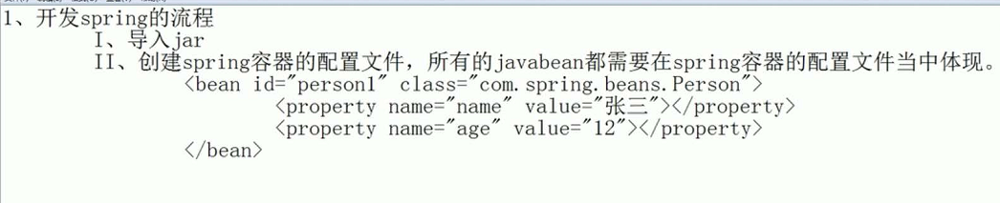 1、开发spring的流程
I、导入jar
II、创建spring容器的配置文件，所有的javabean都需要在spring容器的配置文件当中体现。
<bean id="person1" class="com.spring.beans.Person">
<property name="name" value="张三"></property>
<property name="age" value="12"></property>
</bean>